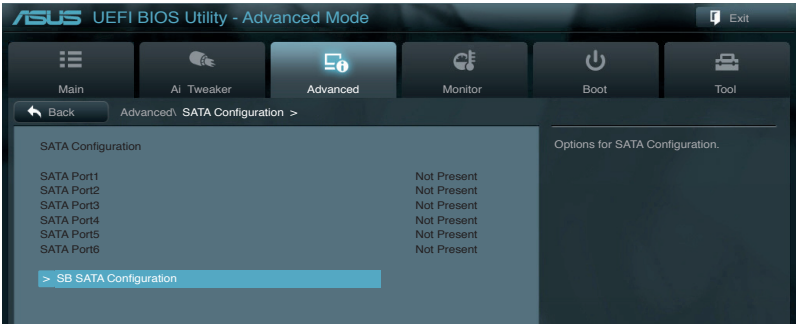 ASUS UEFI BIOS Utility - Advanced Mode Exit
Main Ai Tweaker Advanced Monitor Boot Tool
Back Advanced\ SATA Configuration >
SATA Configuration
Options for SATA Configuration.
SATA Port1 Not Present
SATA Port2 Not Present
SATA Port3 Not Present
SATA Port4 Not Present
SATA Port5 Not Present
SATA Port6 Not Present
> SB SATA Configuration